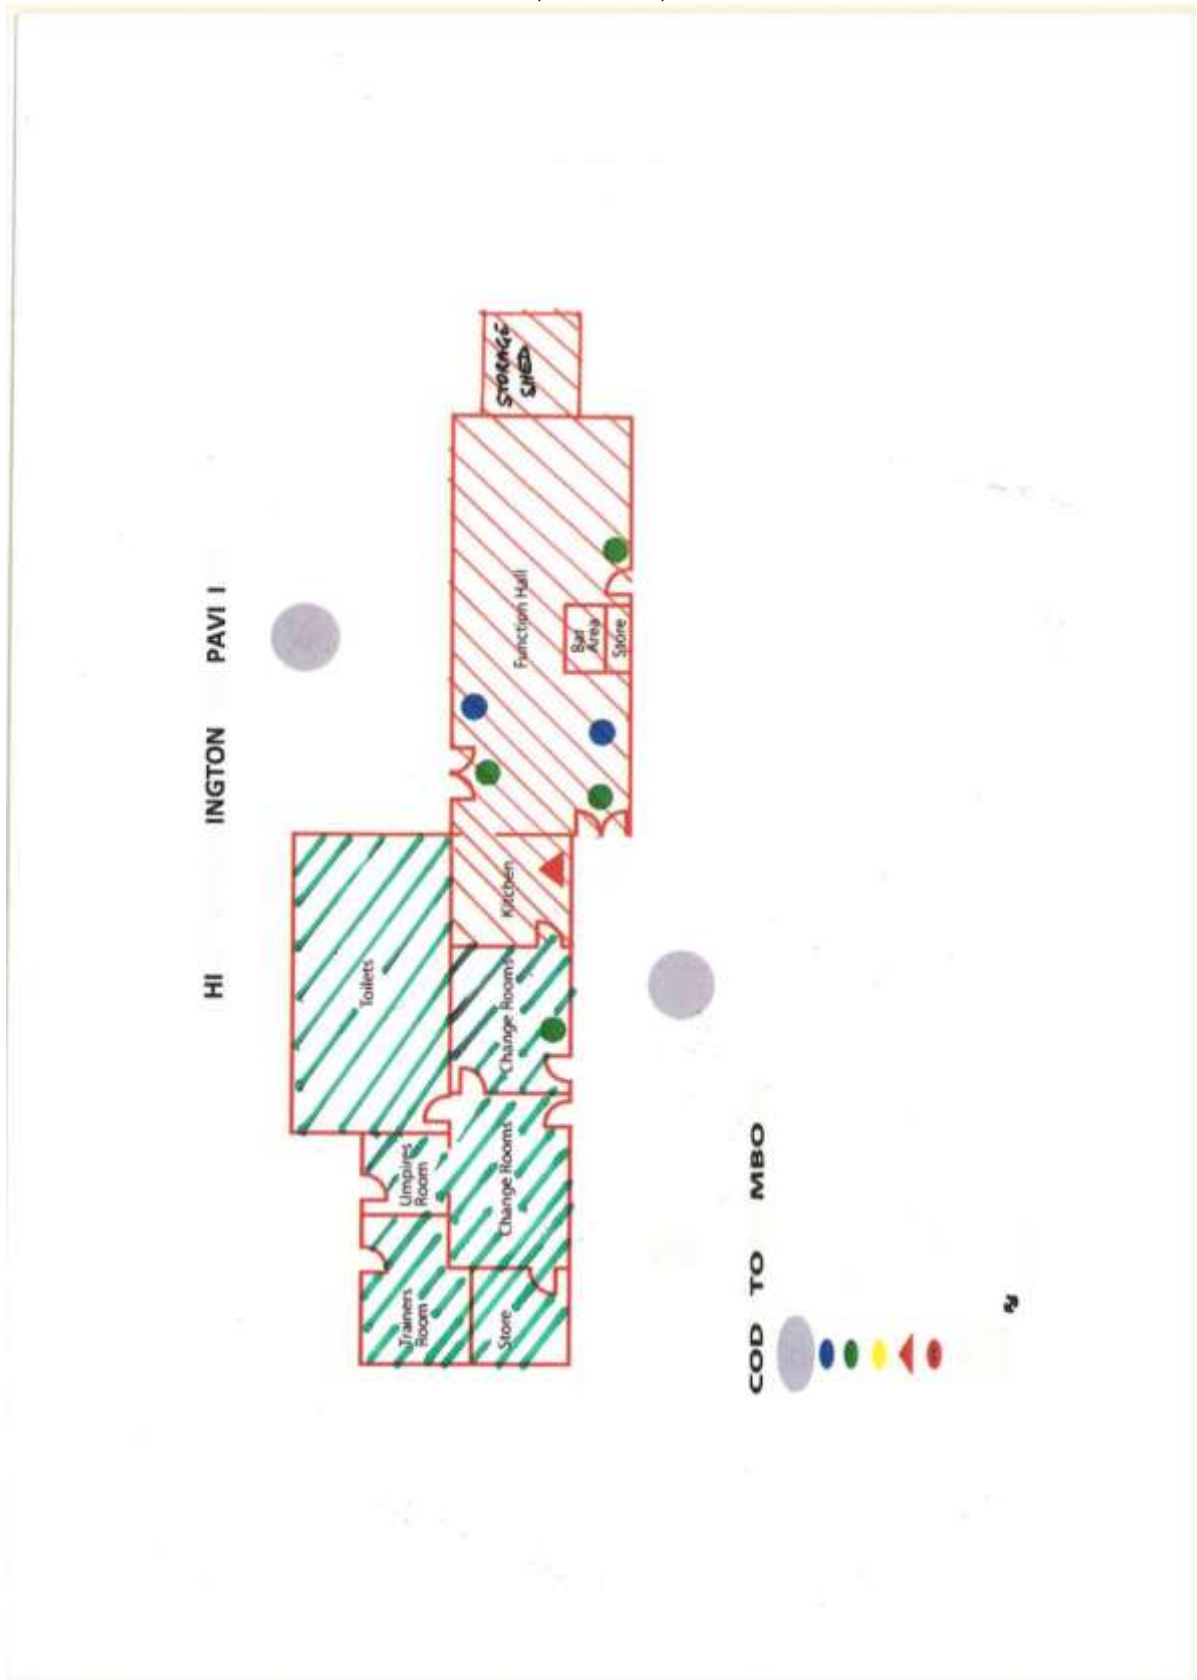 HI INGTON PAVI I
STORAGE
SHED
Function Hall
Bar
Area
Store
Kitchen
Toilets
Change Rooms
Change Rooms
Umpires
Room
Trainers
Room
Store
COD TO MBO